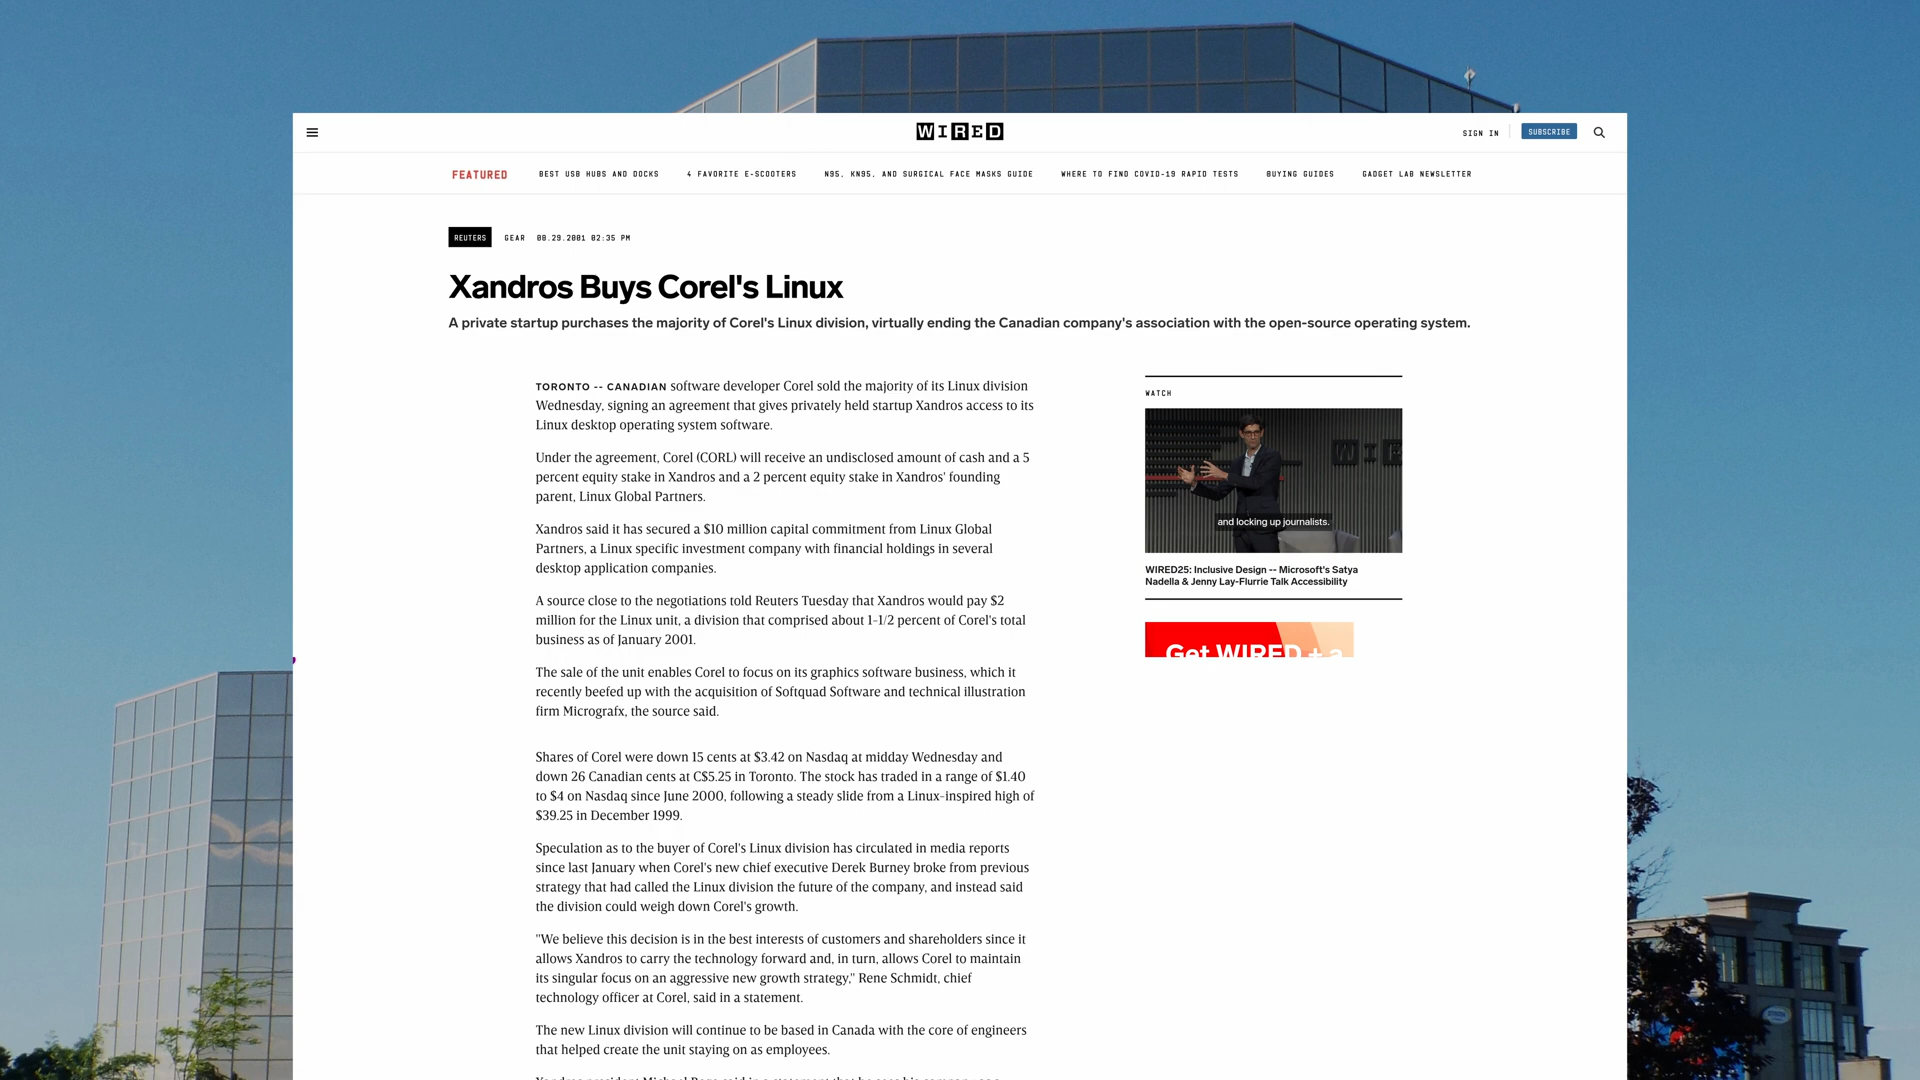 WIRED
SIGN IN
SUBSCRIBE
FEATURED
BEST USB HUBS AND DOCKS
4 FAVORITE E-SCOOTERS
N95, KN95, AND SURGICAL FACE MASKS GUIDE
WHERE TO FIND COVID-19 RAPID TESTS
BUYING GUIDES
GADGET LAB NEWSLETTER
REUTERS GEAR 08.29.2001 02:35 PM
Xandros Buys Corel's Linux
A private startup purchases the majority of Corel's Linux division, virtually ending the Canadian company's association with the open-source operating system.
TORONTO -- CANADIAN software developer Corel sold the majority of its Linux division
Wednesday, signing an agreement that gives privately held startup Xandros access to its
Linux desktop operating system software.
Under the agreement, Corel (CORL) will receive an undisclosed amount of cash and a 5
percent equity stake in Xandros and a 2 percent equity stake in Xandros' founding
parent, Linux Global Partners.
Xandros said it has secured a $10 million capital commitment from Linux Global
Partners, a Linux specific investment company with financial holdings in several
desktop application companies.
A source close to the negotiations told Reuters Tuesday that Xandros would pay $2
million for the Linux unit, a division that comprised about 1-1/2 percent of Corel's total
business as of January 2001.
The sale of the unit enables Corel to focus on its graphics software business, which it
recently beefed up with the acquisition of Softquad Software and technical illustration
firm Micrografx, the source said.
Shares of Corel were down 15 cents at $3.42 on Nasdaq at midday Wednesday and
down 26 Canadian cents at C$5.25 in Toronto. The stock has traded in a range of $1.40
to $4 on Nasdaq since June 2000, following a steady slide from a Linux-inspired high of
$39.25 in December 1999.
Speculation as to the buyer of Corel's Linux division has circulated in media reports
since last January when Corel's new chief executive Derek Burney broke from previous
strategy that had called the Linux division the future of the company, and instead said
the division could weigh down Corel's growth.
"We believe this decision is in the best interests of customers and shareholders since it
allows Xandros to carry the technology forward and, in turn, allows Corel to maintain
its singular focus on an aggressive new growth strategy," Rene Schmidt, chief
technology officer at Corel, said in a statement.
The new Linux division will continue to be based in Canada with the core of engineers
that helped create the unit staying on as employees.
WATCH
and locking up journalists.
WIRED25: Inclusive Design -- Microsoft's Satya
Nadella & Jenny Lay-Flurrie Talk Accessibility
Get WIRED + a